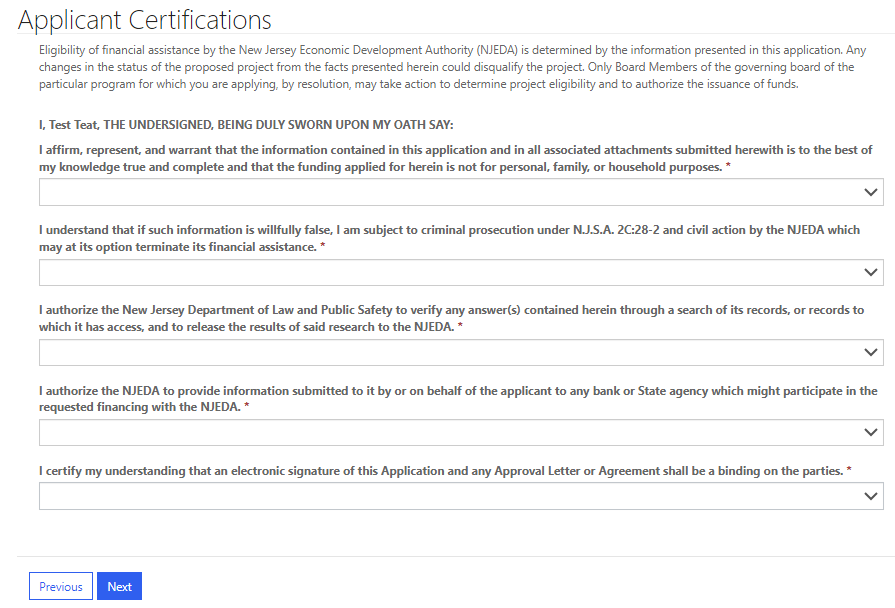 Applicant Certifications
Eligibility of financial assistance by the New Jersey Economic Development Authority (NJEDA) is determined by the information presented in this application. Any
changes in the status of the proposed project from the facts presented herein could disqualify the project. Only Board Members of the governing board of the
particular program for which you are applying, by resolution, may take action to determine project eligibility and to authorize the issuance of funds.
I, Test Teat, THE UNDERSIGNED, BEING DULY SWORN UPON MY OATH SAY:
I affirm, represent, and warrant that the information contained in this application and in all associated attachments submitted herewith is to the best of
my knowledge true and complete and that the funding applied for herein is not for personal, family, or household purposes. *
I understand that if such information is willfully false, I am subject to criminal prosecution under N.J.S.A. 2C:28-2 and civil action by the NJEDA which
may at its option terminate its financial assistance. *
I authorize the New Jersey Department of Law and Public Safety to verify any answer(s) contained herein through a search of its records, or records to
which it has access, and to release the results of said research to the NJEDA. *
I authorize the NJEDA to provide information submitted to it by or on behalf of the applicant to any bank or State agency which might participate in the
requested financing with the NJEDA. *
I certify my understanding that an electronic signature of this Application and any Approval Letter or Agreement shall be a binding on the parties. *
Previous Next